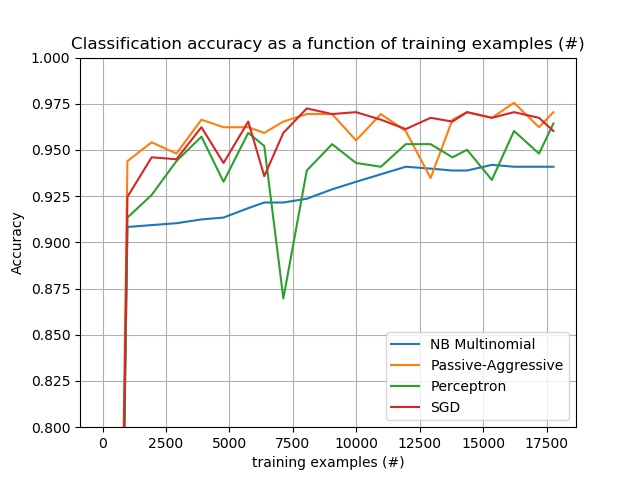 Classification accuracy as a function of training examples (#)
1.000
0.975
0.950
0.925
0.900
0.875
0.850
0.825
0.800
Accuracy
NB Multinomial
Passive-Aggressive
Perceptron
SGD
0 2500 5000 7500 10000 12500 15000 17500
training examples (#)